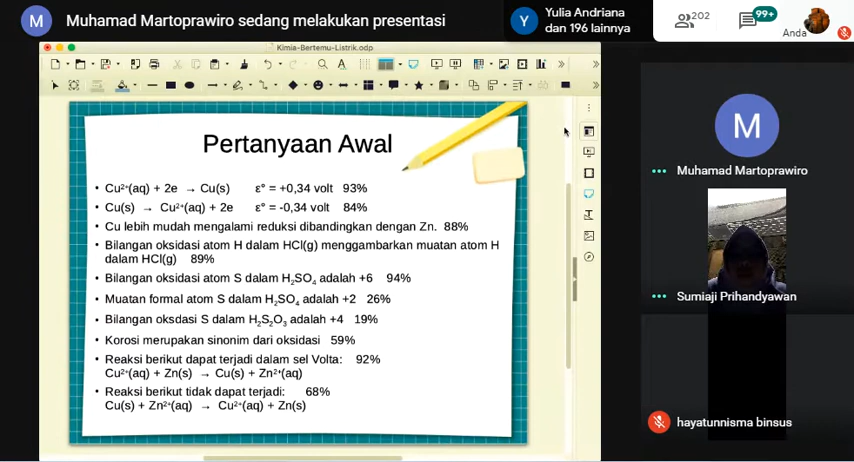 M Muhamad Martoprawiro sedang melakukan presentasi
Y Yulia Andriana
dan 196 lainnya
202
99+
Anda
Kimia-Bertemu-Listrik.odp
Pertanyaan Awal
• Cu²⁺(aq) + 2e → Cu(s) ε° = +0,34 volt 93%
• Cu(s) → Cu²⁺(aq) + 2e ε° = -0,34 volt 84%
• Cu lebih mudah mengalami reduksi dibandingkan dengan Zn. 88%
• Bilangan oksidasi atom H dalam HCl(g) menggambarkan muatan atom H
dalam HCl(g) 89%
• Bilangan oksidasi atom S dalam H₂SO₄ adalah +6 94%
• Muatan formal atom S dalam H₂SO₄ adalah +2 26%
• Bilangan oksdasi S dalam H₂S₂O₃ adalah +4 19%
• Korosi merupakan sinonim dari oksidasi 59%
• Reaksi berikut dapat terjadi dalam sel Volta: 92%
Cu²⁺(aq) + Zn(s) → Cu(s) + Zn²⁺(aq)
• Reaksi berikut tidak dapat terjadi: 68%
Cu(s) + Zn²⁺(aq) → Cu²⁺(aq) + Zn(s)
M
Muhamad Martoprawiro
Sumiaji Prihandyawan
hayatunnisma binsus